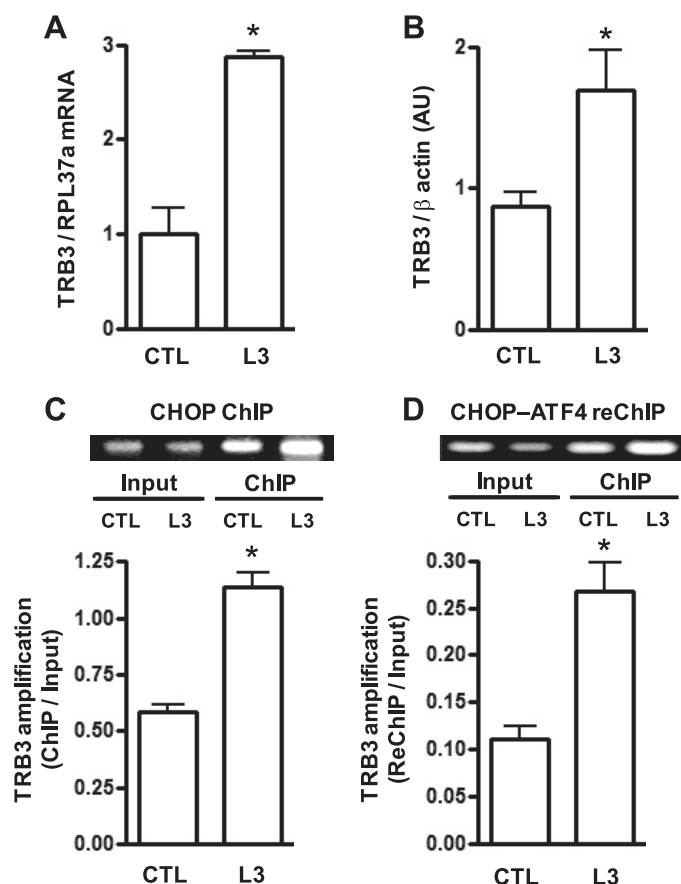 A
TRB3 / RPL37a mRNA
3
2
1
0
*
CTL L3
B
TRB3 / β actin (AU)
2
1
0
*
CTL L3
C
CHOP ChIP
Input ChIP
CTL L3 CTL L3
TRB3 amplification
(ChIP / Input)
1.25
1.00
0.75
0.50
0.25
0.00
*
CTL L3
D
CHOP–ATF4 reChIP
Input ChIP
CTL L3 CTL L3
TRB3 amplification
(ReChIP / Input)
0.30
0.25
0.20
0.15
0.10
0.05
0.00
*
CTL L3